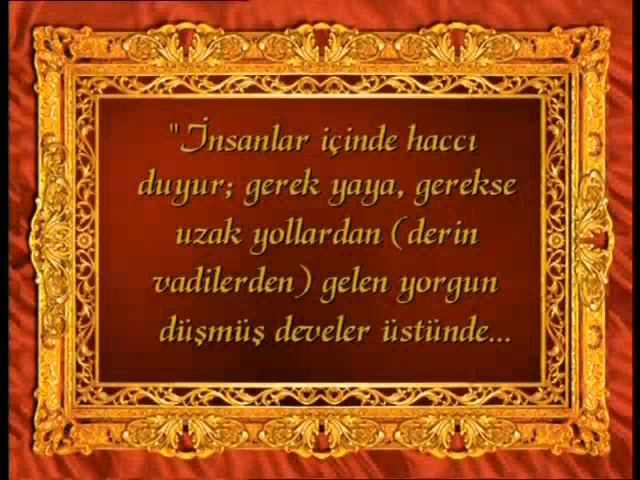 "İnsanlar içinde haccı
duyur; gerek yaya, gerekse
uzak yollardan (derin
vadilerden) gelen yorgun
düşmüş develer üstünde...